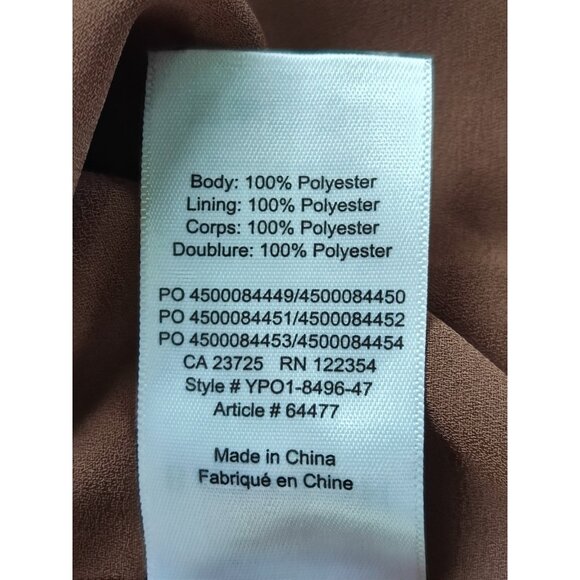 Body: 100% Polyester
Lining: 100% Polyester
Corps: 100% Polyester
Doublure: 100% Polyester
PO 4500084449/4500084450
PO 4500084451/4500084452
PO 4500084453/4500084454
CA 23725 RN 122354
Style # YPO1-8496-47
Article # 64477
Made in China
Fabriqué en Chine